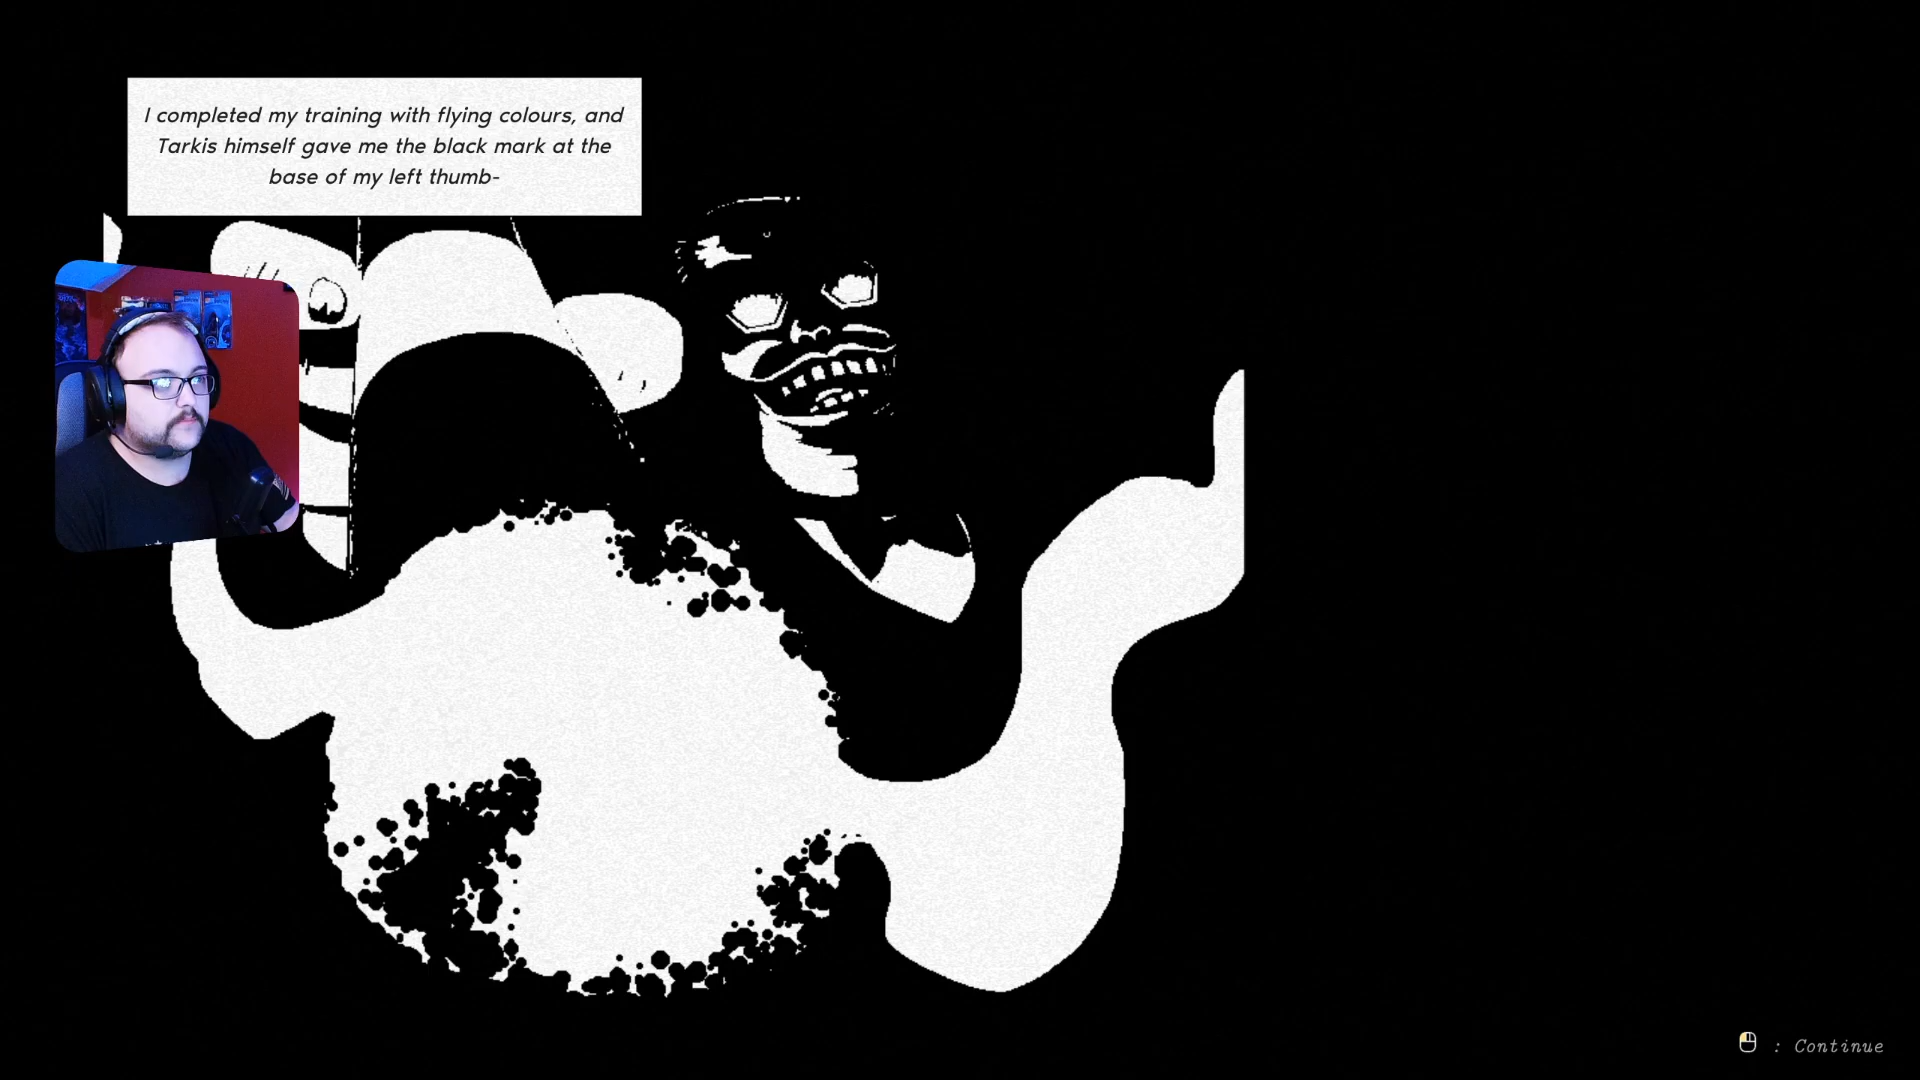 I completed my training with flying colours, and
Tarkis himself gave me the black mark at the
base of my left thumb-
: Continue